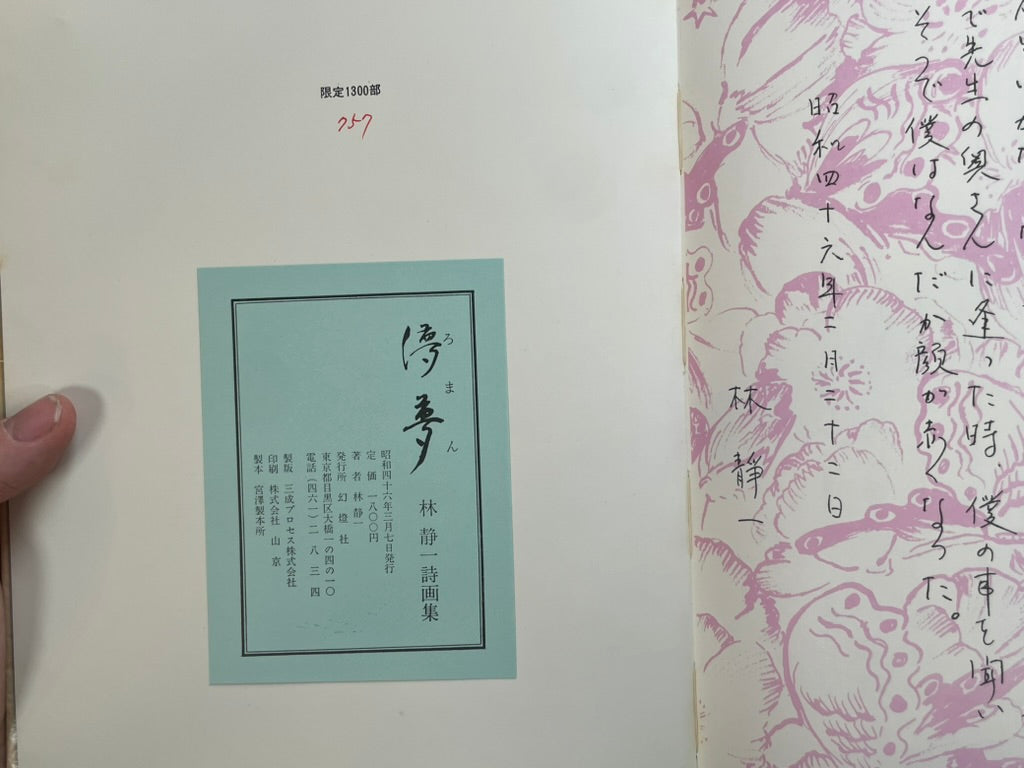 で先生の奥さんに逢った時、僕の事を聞い
そうで僕はなんだか顔が赤くなった。
昭和四十六年二月二十二日
林 静一
限定1300部
757
儚夢
ろまん
林 静一詩画集
昭和四十六年三月七日発行
定 価 一八〇〇円
著 者 林 静一
発行所 幻 燈 社
東京都目黒区大橋一の四の一〇
電話(四六一)二 八 三 四
製版 三成プロセス株式会社
印刷 株式会社 山 京
製本 宮澤製本所